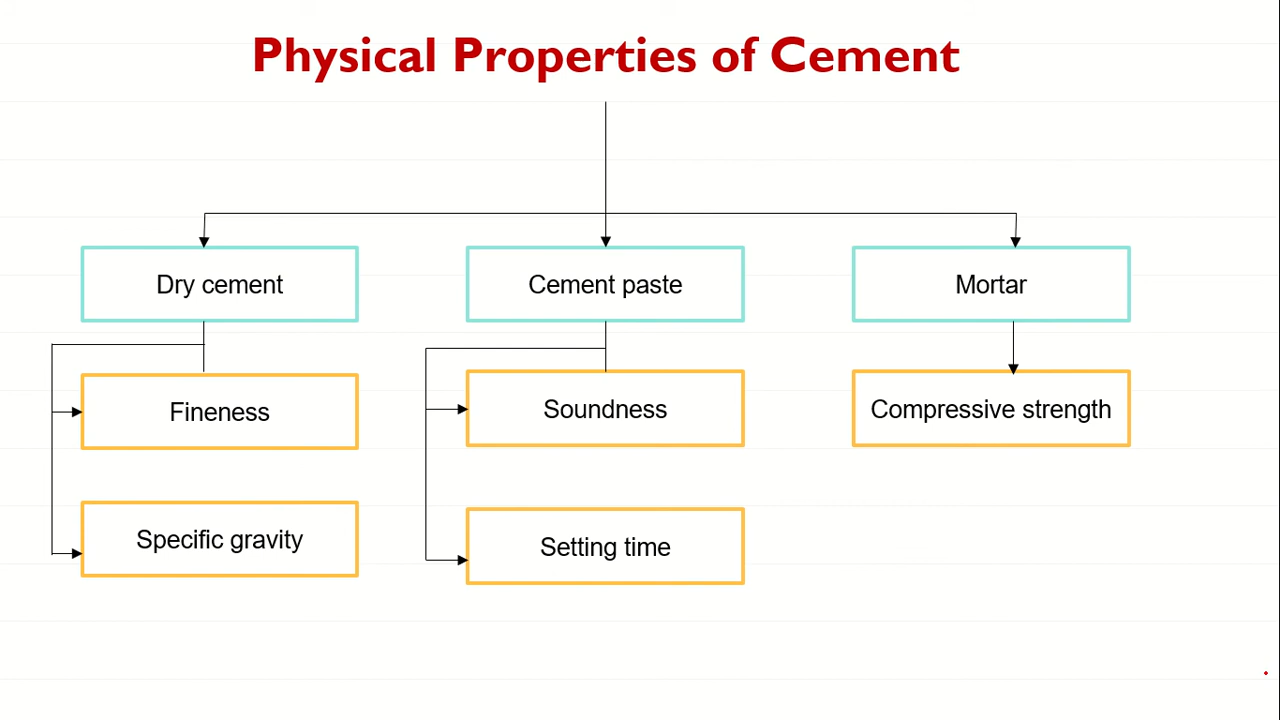 Physical Properties of Cement
Dry cement
Cement paste
Mortar
Fineness
Soundness
Compressive strength
Specific gravity
Setting time